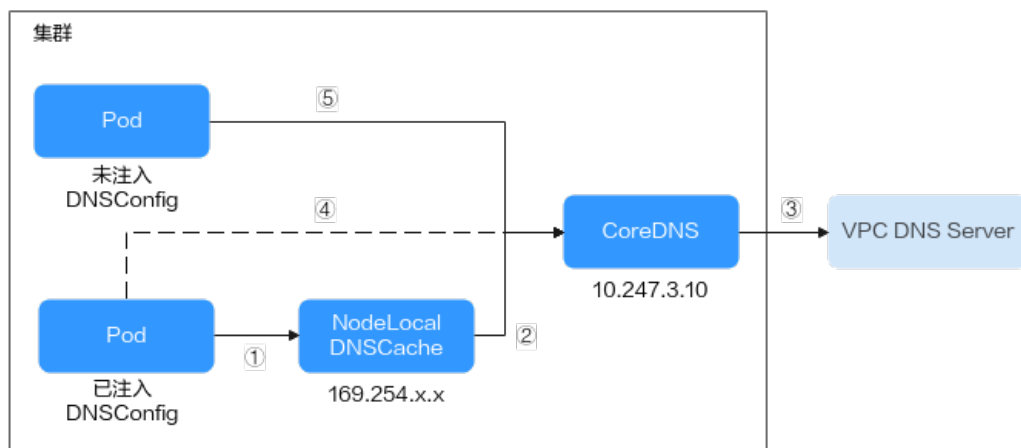 集群
Pod
未注入
DNSConfig
⑤
④
CoreDNS
10.247.3.10
③
VPC DNS Server
Pod
已注入
DNSConfig
①
NodeLocal
DNSCache
169.254.x.x
②